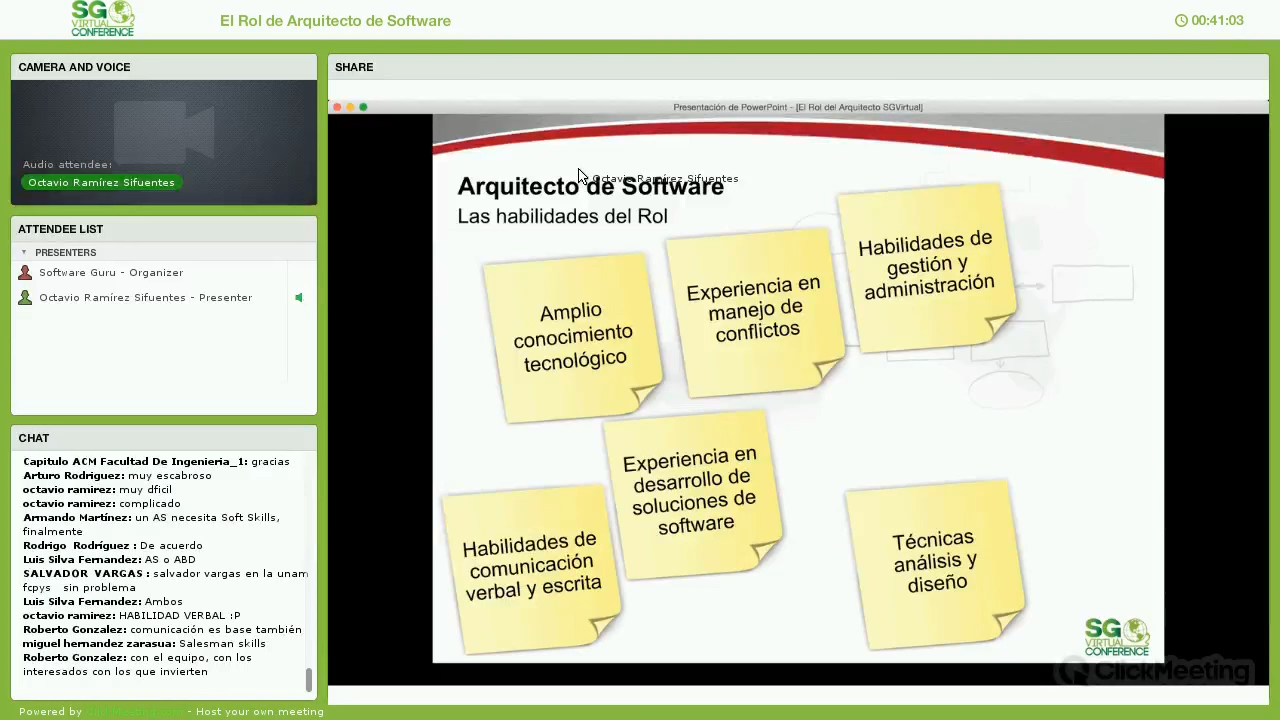 SG
VIRTUAL
CONFERENCE
El Rol de Arquitecto de Software
00:41:03
CAMERA AND VOICE
Audio attendee:
Octavio Ramírez Sifuentes
ATTENDEE LIST
PRESENTERS
Software Guru - Organizer
Octavio Ramírez Sifuentes - Presenter
CHAT
Capitulo ACM Facultad De Ingenieria_1: gracias
Arturo Rodriguez: muy escabroso
octavio ramirez: muy dficil
octavio ramirez: complicado
Armando Martínez: un AS necesita Soft Skills,
finalmente
Rodrigo Rodríguez : De acuerdo
Luis Silva Fernandez: AS o ABD
SALVADOR VARGAS : salvador vargas en la unam
fcpys sin problema
Luis Silva Fernandez: Ambos
octavio ramirez: HABILIDAD VERBAL :P
Roberto Gonzalez: comunicación es base también
miguel hernandez zarasua: Salesman skills
Roberto Gonzalez: con el equipo, con los
interesados con los que invierten
Powered by
- Host your own meeting
SHARE
Presentación de PowerPoint - [El Rol del Arquitecto SGVirtual]
Octavio Ramírez Sifuentes
Arquitecto de Software
Las habilidades del Rol
Amplio
conocimiento
tecnológico
Experiencia en
manejo de
conflictos
Habilidades de
gestión y
administración
Habilidades de
comunicación
verbal y escrita
Experiencia en
desarrollo de
soluciones de
software
Técnicas
análisis y
diseño
SG
VIRTUAL
CONFERENCE
ClickMeeting